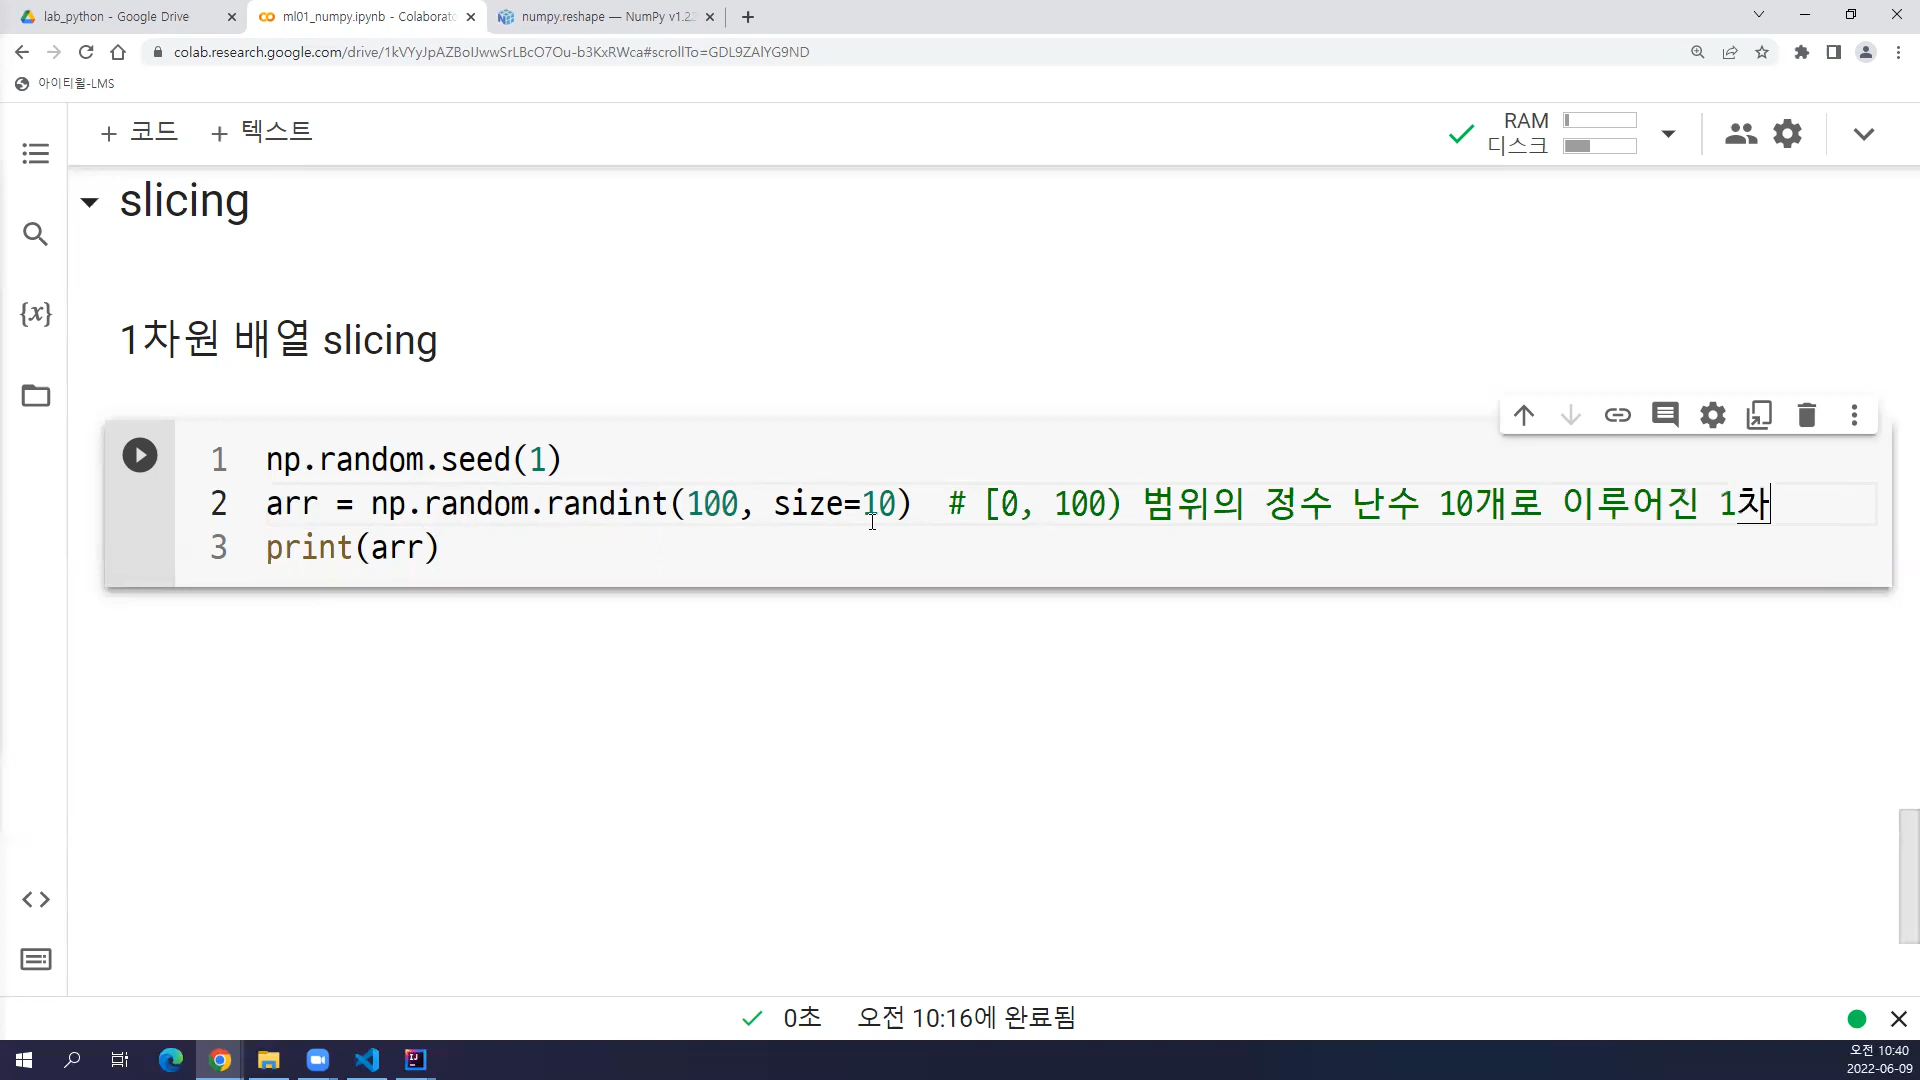 lab_python - Google Drive
ml01_numpy.ipynb - Colaborato
numpy.reshape — NumPy v1.2
colab.research.google.com/drive/1kVYyJpAZBoIJwwSrLBcO7Ou-b3KxRWca#scrollTo=GDL9ZAlYG9ND
아이티윌-LMS
+ 코드 + 텍스트
RAM
디스크
slicing
1차원 배열 slicing
1 np.random.seed(1)
2 arr = np.random.randint(100, size=10)  # [0, 100) 범위의 정수 난수 10개로 이루어진 1차
3 print(arr)
0초 오전 10:16에 완료됨
오전 10:40
2022-06-09